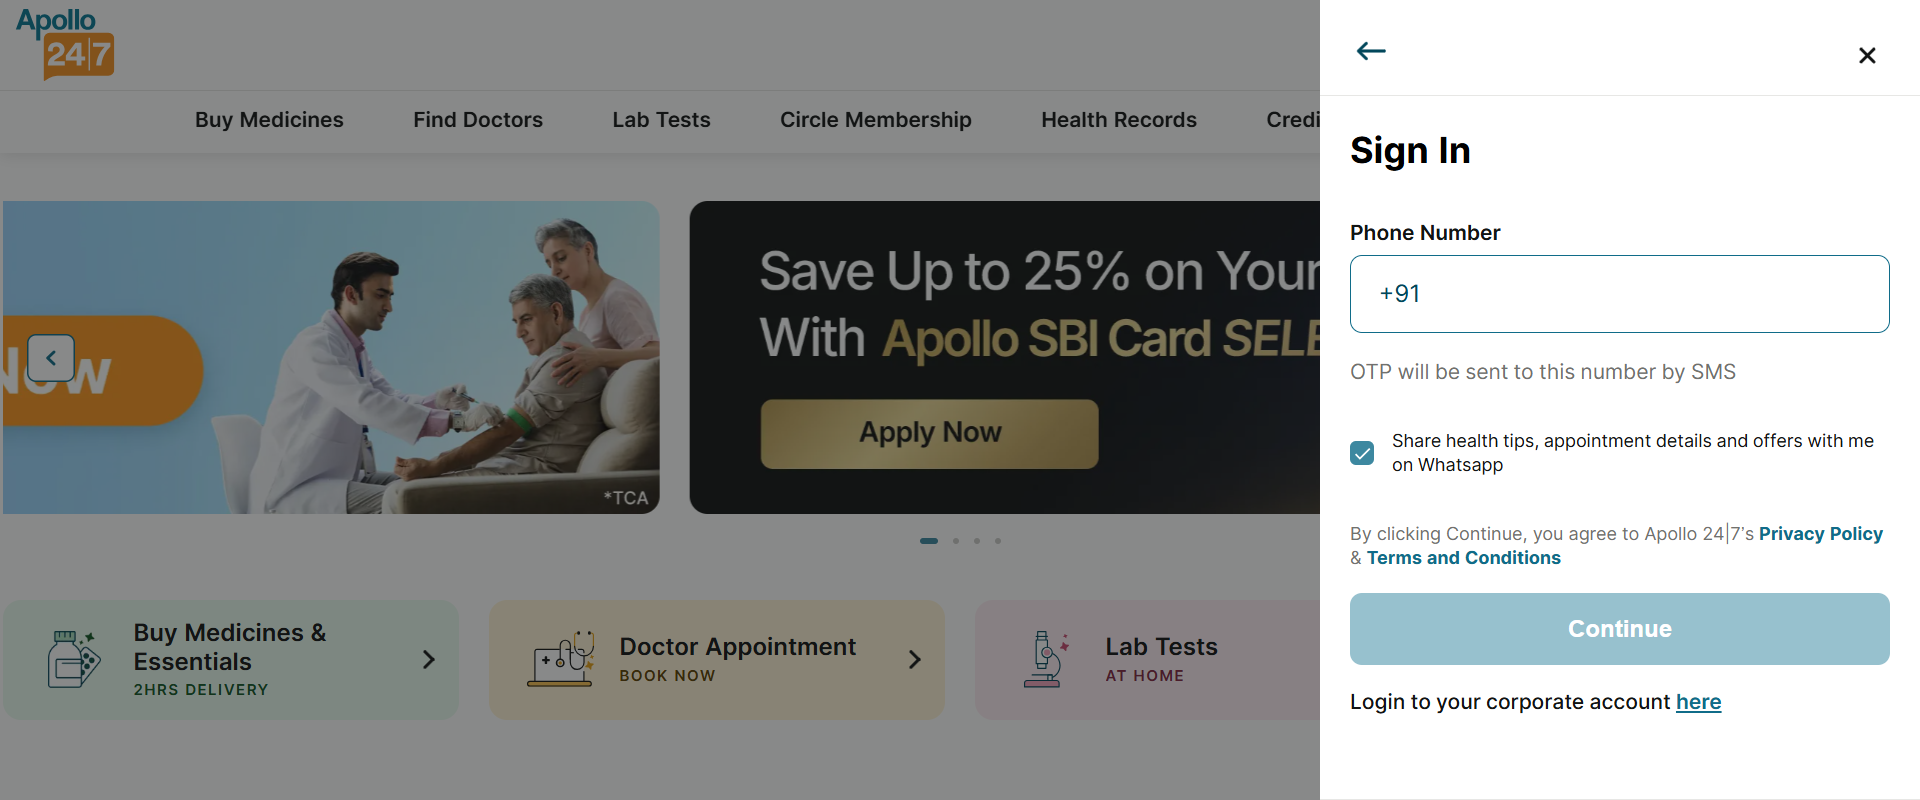 Apollo
24|7
Buy Medicines
Find Doctors
Lab Tests
Circle Membership
Health Records
Credi
Now
*TCA
Save Up to 25% on Your
With Apollo SBI Card SELE
Apply Now
Buy Medicines &
Essentials
2HRS DELIVERY
Doctor Appointment
BOOK NOW
Lab Tests
AT HOME
Sign In
Phone Number
+91
OTP will be sent to this number by SMS
Share health tips, appointment details and offers with me
on Whatsapp
By clicking Continue, you agree to Apollo 24|7's Privacy Policy
& Terms and Conditions
Continue
Login to your corporate account here